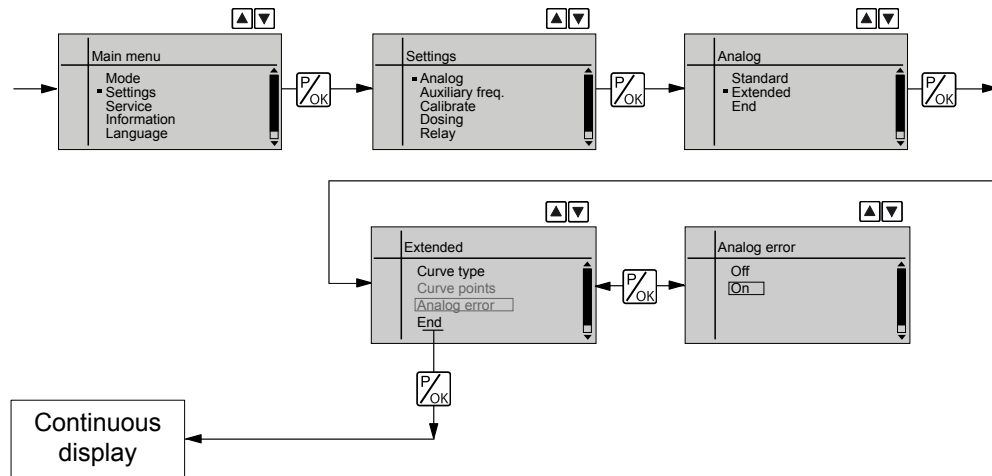 Main menu
Mode
Settings
Service
Information
Language
P/OK
Settings
Analog
Auxiliary freq.
Calibrate
Dosing
Relay
P/OK
Analog
Standard
Extended
End
P/OK
Extended
Curve type
Curve points
Analog error
End
P/OK
Analog error
Off
On
P/OK
Continuous
display